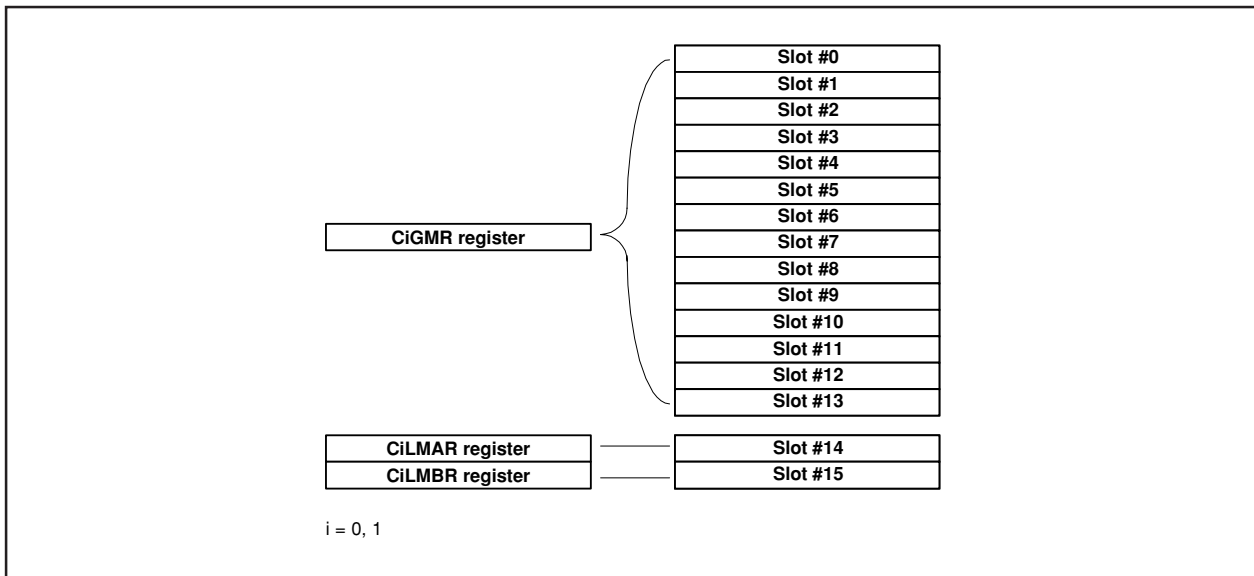 Slot #0
Slot #1
Slot #2
Slot #3
Slot #4
Slot #5
Slot #6
CiGMR register
Slot #7
Slot #8
Slot #9
Slot #10
Slot #11
Slot #12
Slot #13
CiLMAR register
Slot #14
CiLMBR register
Slot #15
i = 0, 1